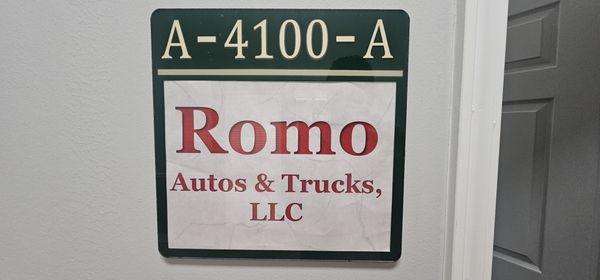 A-4100-A
Romo
Autos & Trucks,
LLC